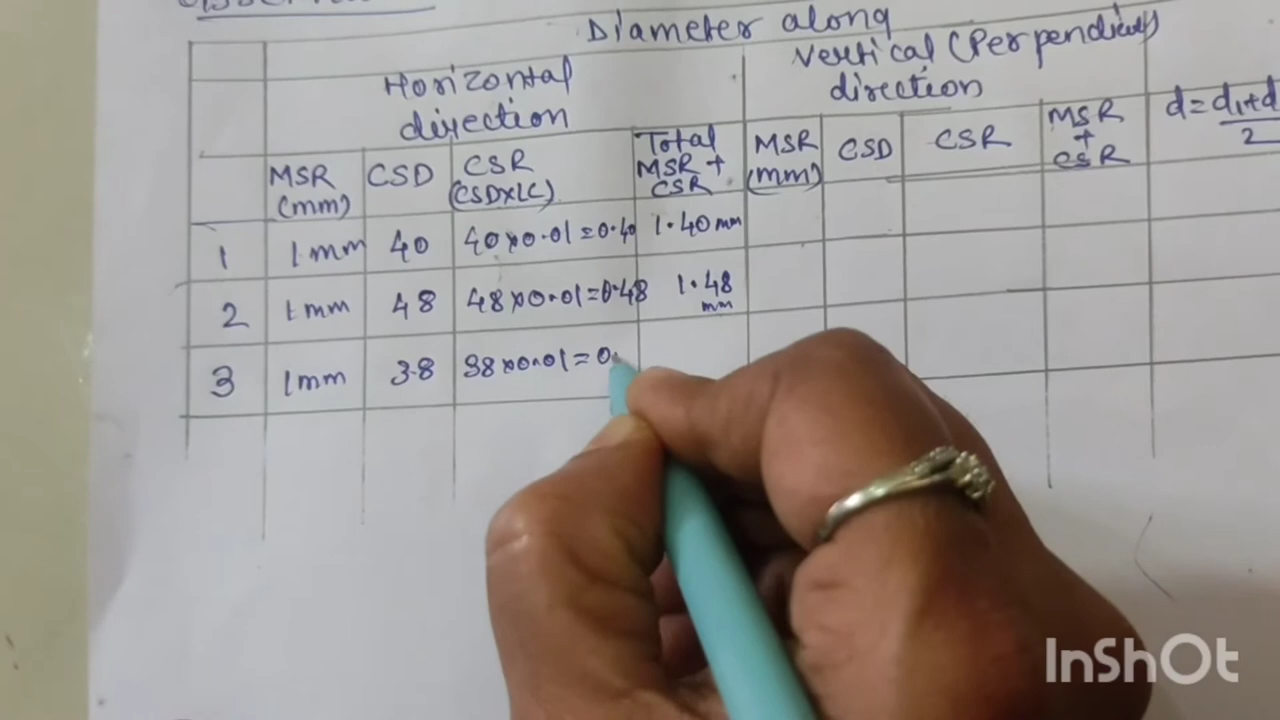 Diameter along
Horizontal direction
Vertical (Perpendicular) direction
d = d1+d
2
MSR (mm) CSD CSR (CSD×LC) Total MSR + CSR MSR (mm) CSD CSR MSR + CSR
1 1 mm 40 40×0.01=0.40 1.40 mm
2 1 mm 48 48×0.01=0.48 1.48 mm
3 1 mm 38 38×0.01=0.
InShOt